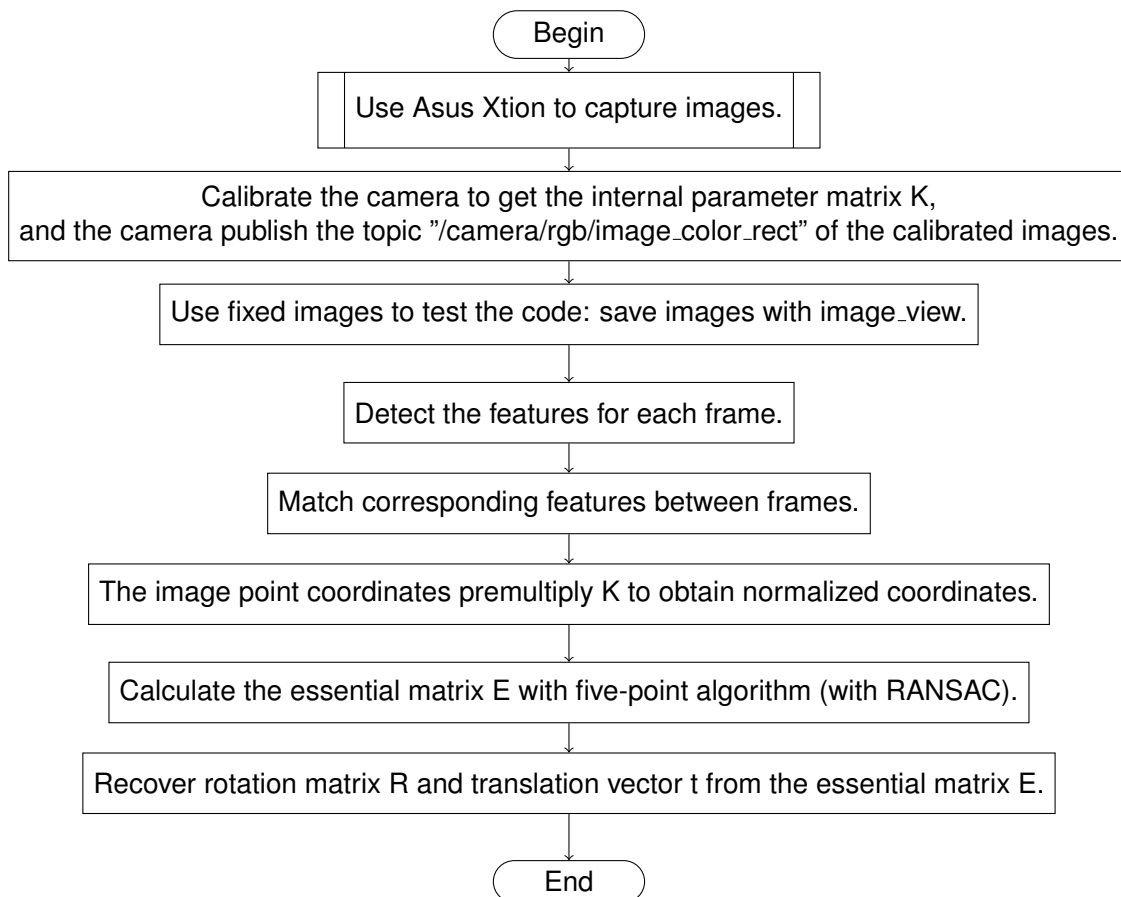 Begin
Use Asus Xtion to capture images.
Calibrate the camera to get the internal parameter matrix K,
and the camera publish the topic ”/camera/rgb/image_color_rect” of the calibrated images.
Use fixed images to test the code: save images with image_view.
Detect the features for each frame.
Match corresponding features between frames.
The image point coordinates premultiply K to obtain normalized coordinates.
Calculate the essential matrix E with five-point algorithm (with RANSAC).
Recover rotation matrix R and translation vector t from the essential matrix E.
End